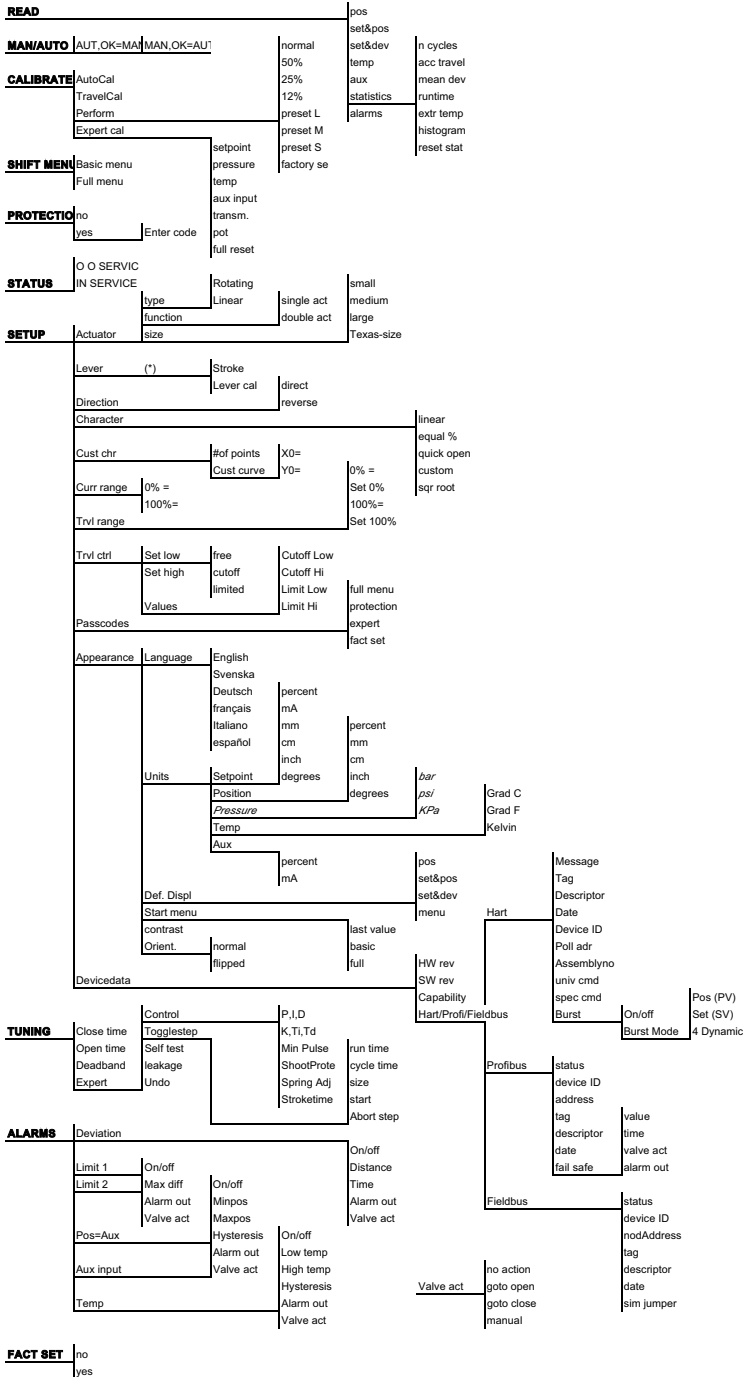 READ pos
set&pos
MAN/AUTO AUT,OK=MAN MAN,OK=AUT normal set&dev n cycles
50% temp acc travel
CALIBRATE AutoCal 25% aux mean dev
TravelCal 12% statistics runtime
Perform preset L alarms extr temp
Expert cal preset M histogram
setpoint preset S reset stat
SHIFT MENU Basic menu pressure factory se
Full menu temp
aux input
PROTECTIO no transm.
yes Enter code pot
full reset
O O SERVIC
STATUS IN SERVICE Rotating small
type Linear single act medium
function double act large
SETUP Actuator size Texas-size
Lever (*) Stroke
Lever cal direct
Direction reverse
Character linear
equal %
Cust chr #of points X0= quick open
Cust curve Y0= 0% = custom
Curr range 0% = Set 0% sqr root
100%= 100%=
Trvl range Set 100%
Trvl ctrl Set low free Cutoff Low
Set high cutoff Cutoff Hi
limited Limit Low full menu
Values Limit Hi protection
Passcodes expert
fact set
Appearance Language English
Svenska
Deutsch percent
français mA
Italiano mm percent
español cm mm
inch cm
Units Setpoint degrees inch bar
Position degrees psi Grad C
Pressure KPa Grad F
Temp Kelvin
Aux
percent pos Message
mA set&pos Tag
Def. Displ set&dev Descriptor
Start menu menu Hart Date
contrast last value Device ID
Orient. normal basic Poll adr
flipped full HW rev Assemblyno
Devicedata SW rev univ cmd
Capability spec cmd Pos (PV)
Control P,I,D Hart/Profi/Fieldbus Burst On/off Set (SV)
TUNING Close time Togglestep K,Ti,Td Burst Mode 4 Dynamic
Open time Self test Min Pulse run time
Deadband leakage ShootProte cycle time Profibus status
Expert Undo Spring Adj size device ID
Stroketime start address
Abort step tag value
ALARMS Deviation descriptor time
On/off date valve act
Limit 1 On/off Distance fail safe alarm out
Limit 2 Max diff On/off Time
Alarm out Minpos Alarm out Fieldbus status
Valve act Maxpos Valve act device ID
Pos=Aux Hysteresis On/off nodAddress
Alarm out Low temp tag
Aux input Valve act High temp no action descriptor
Hysteresis Valve act goto open date
Temp Alarm out goto close sim jumper
Valve act manual
FACT SET no
yes